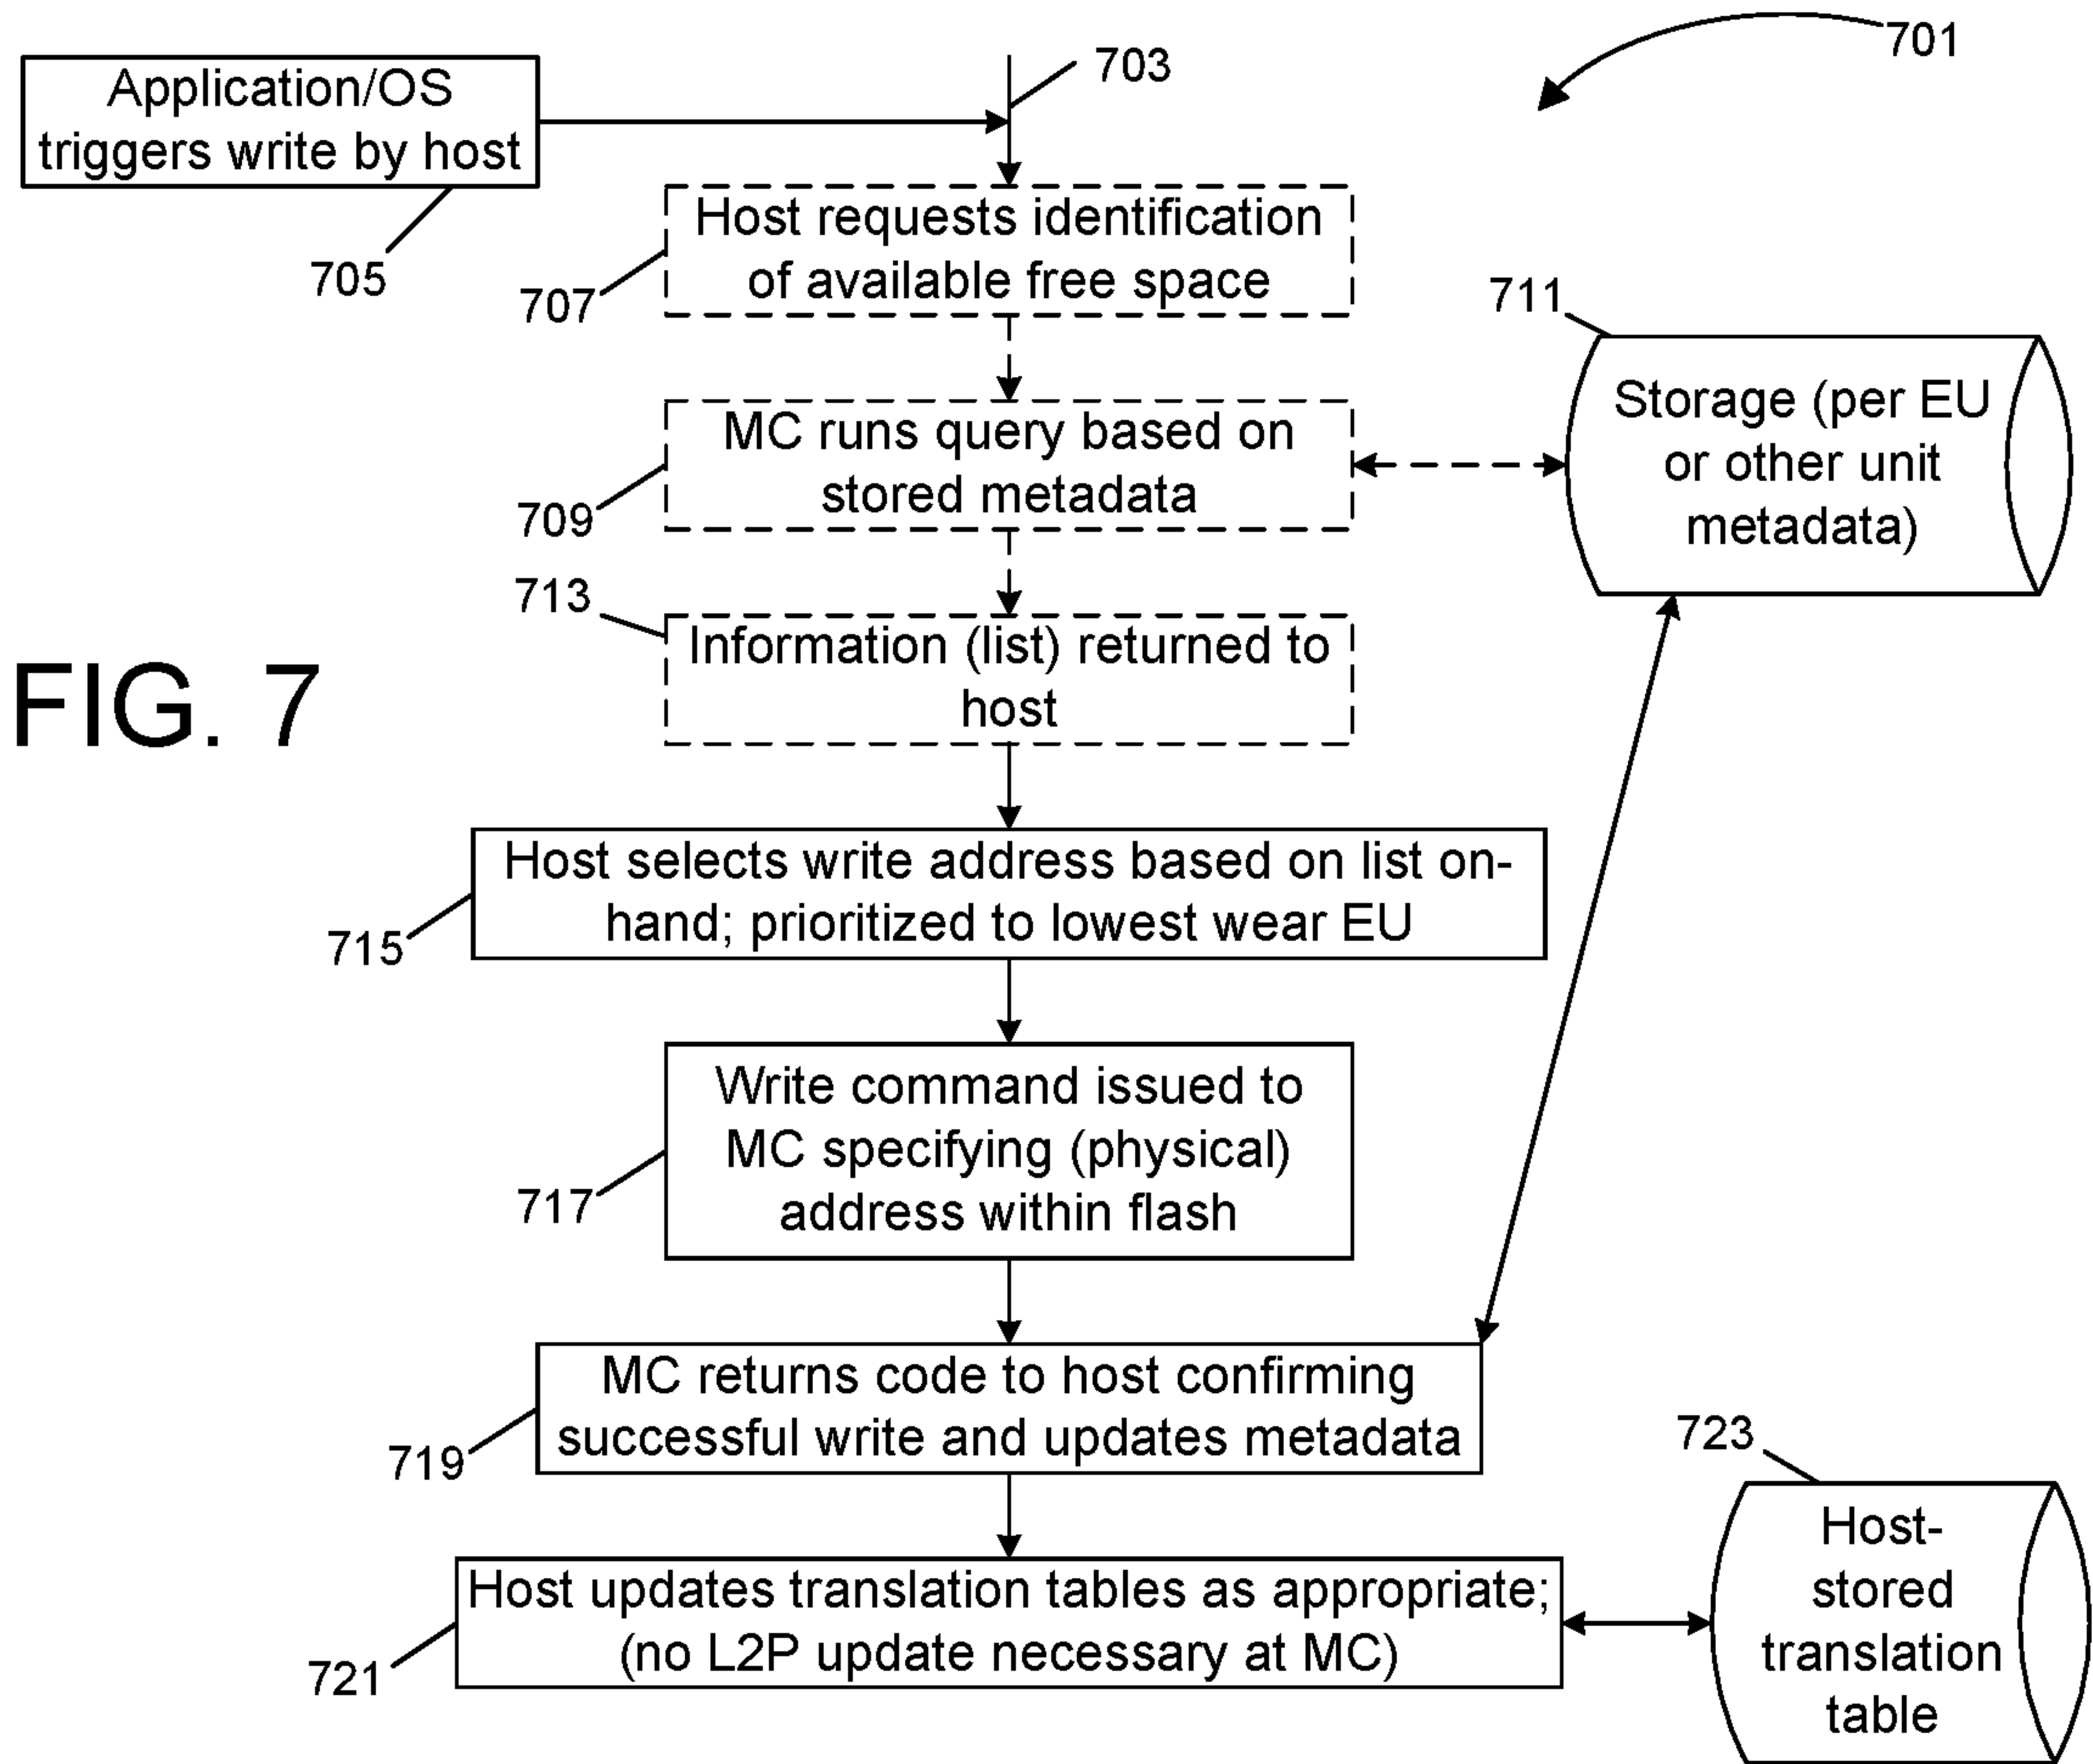 701
703
Application/OS
triggers write by host
705
Host requests identification
of available free space
707
711
Storage (per EU
or other unit
metadata)
MC runs query based on
stored metadata
709
713
Information (list) returned to
host
FIG. 7
Host selects write address based on list on-
hand; prioritized to lowest wear EU
715
Write command issued to
MC specifying (physical)
address within flash
717
MC returns code to host confirming
successful write and updates metadata
719
723
Host-
stored
translation
table
Host updates translation tables as appropriate;
(no L2P update necessary at MC)
721